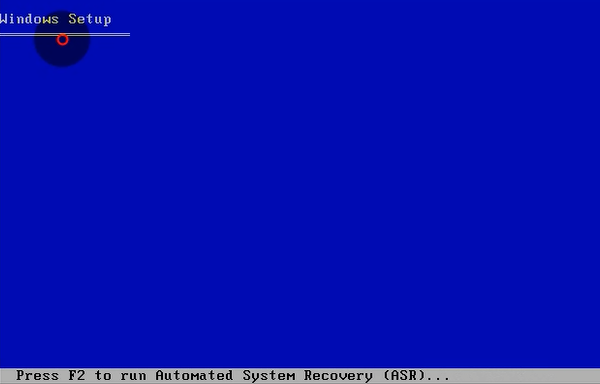 Windows Setup
Press F2 to run Automated System Recovery (ASR)...